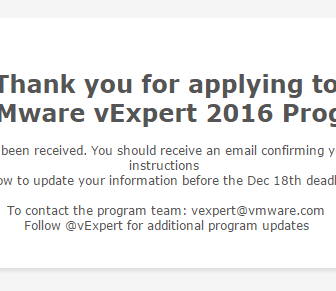 Thank you for applying to
Mware vExpert 2016 Prog
been received. You should receive an email confirming y
instructions
ow to update your information before the Dec 18th deadl
To contact the program team: vexpert@vmware.com
Follow @vExpert for additional program updates